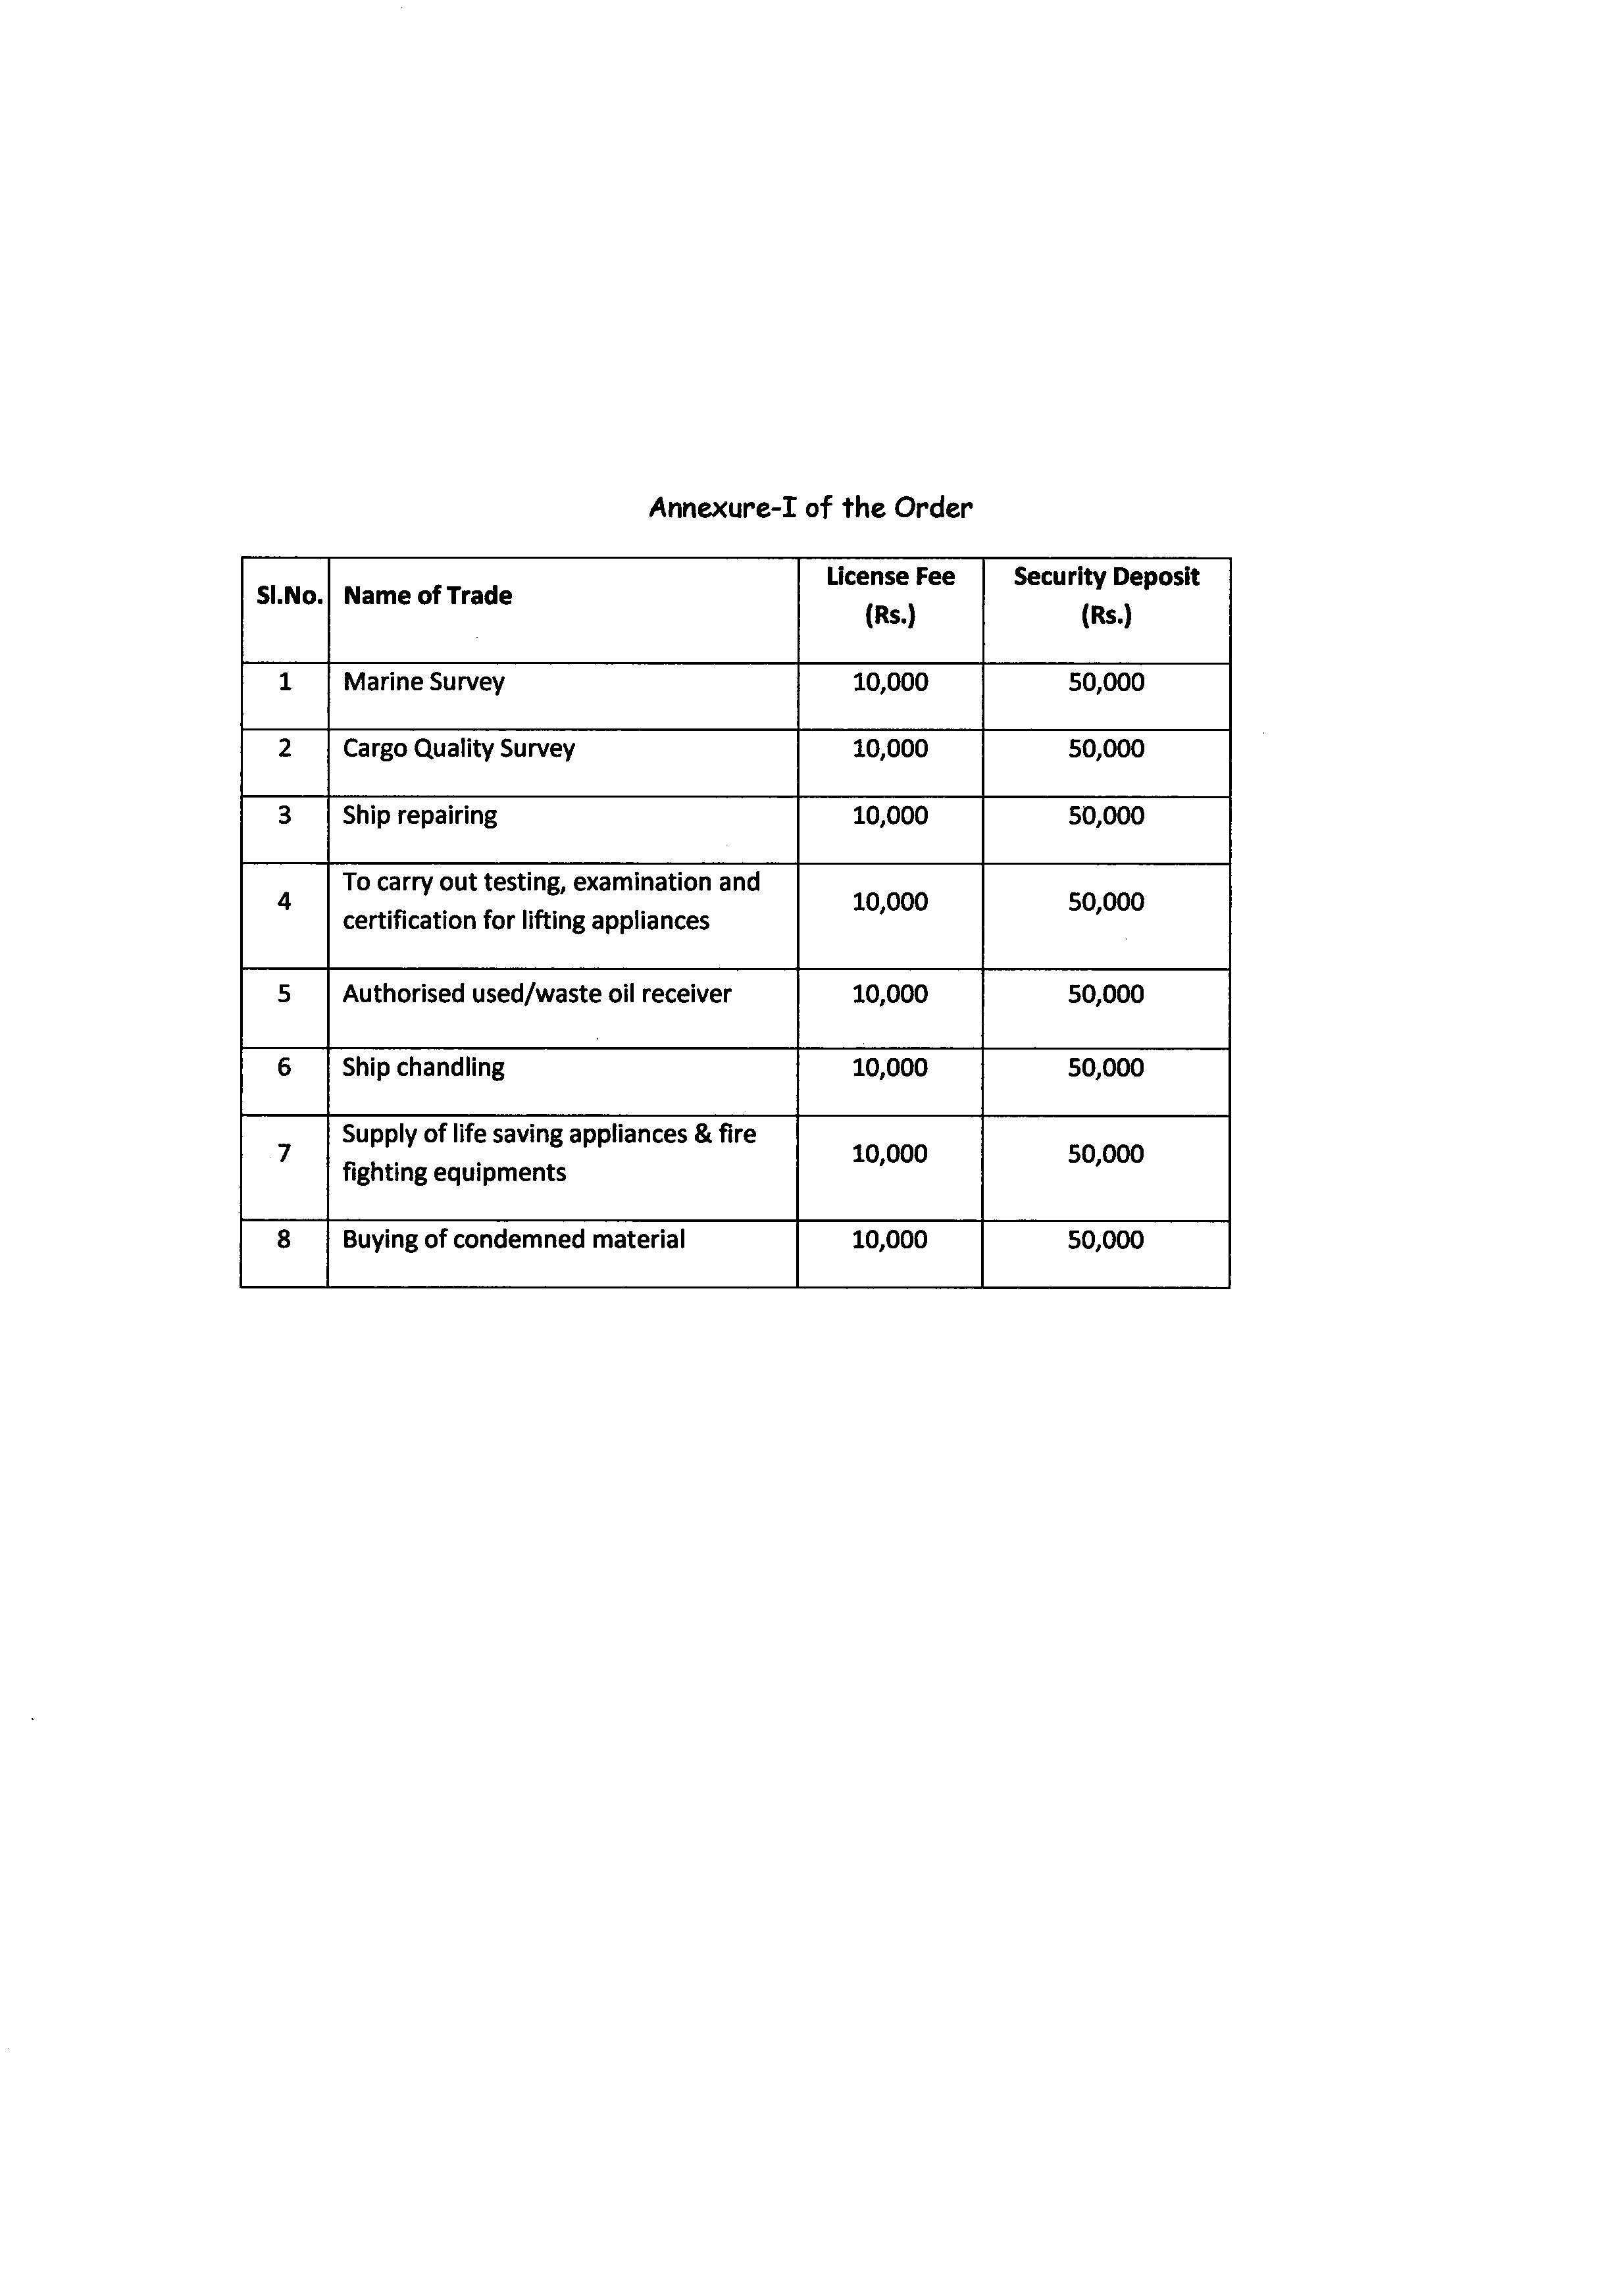 Annexure-I of the Order
Sl.No. Name of Trade License Fee (Rs.) Security Deposit (Rs.)
1 Marine Survey 10,000 50,000
2 Cargo Quality Survey 10,000 50,000
3 Ship repairing 10,000 50,000
4 To carry out testing, examination and
certification for lifting appliances 10,000 50,000
5 Authorised used/waste oil receiver 10,000 50,000
6 Ship chandling 10,000 50,000
7 Supply of life saving appliances & fire
fighting equipments 10,000 50,000
8 Buying of condemned material 10,000 50,000